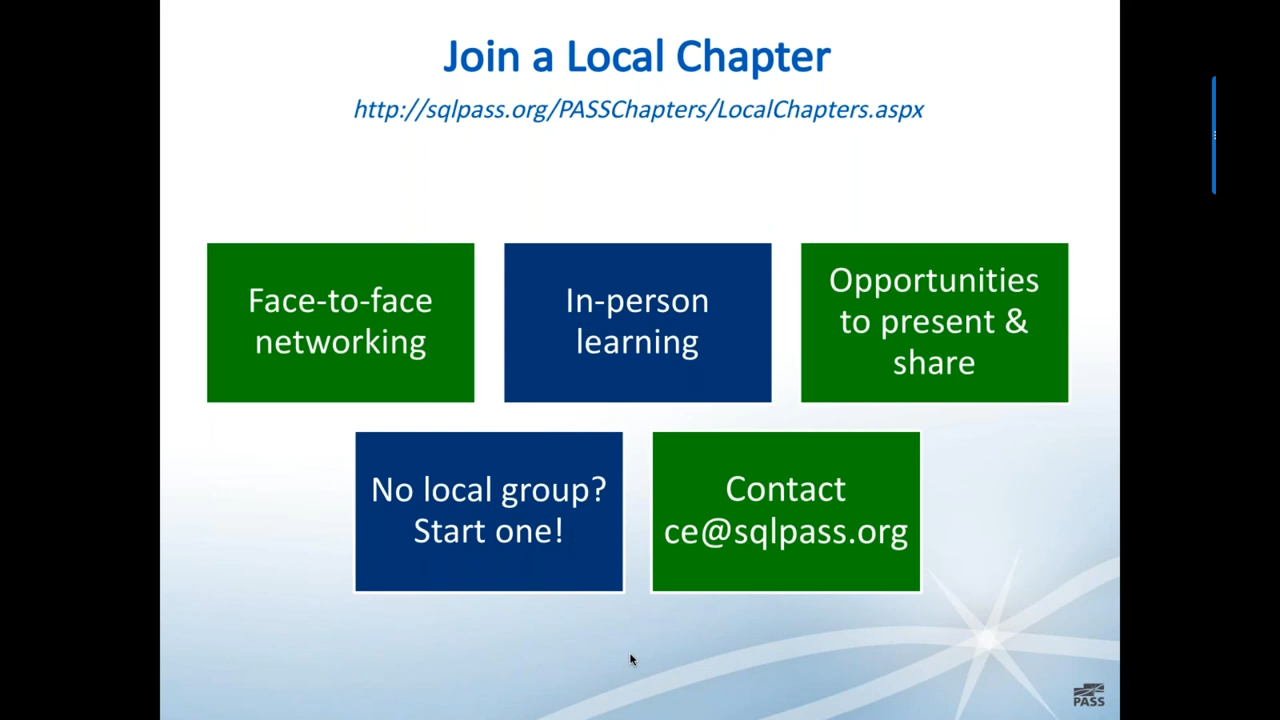 Join a Local Chapter
http://sqlpass.org/PASSChapters/LocalChapters.aspx
Face-to-face
networking
In-person
learning
Opportunities
to present &
share
No local group?
Start one!
Contact
ce@sqlpass.org
PASS